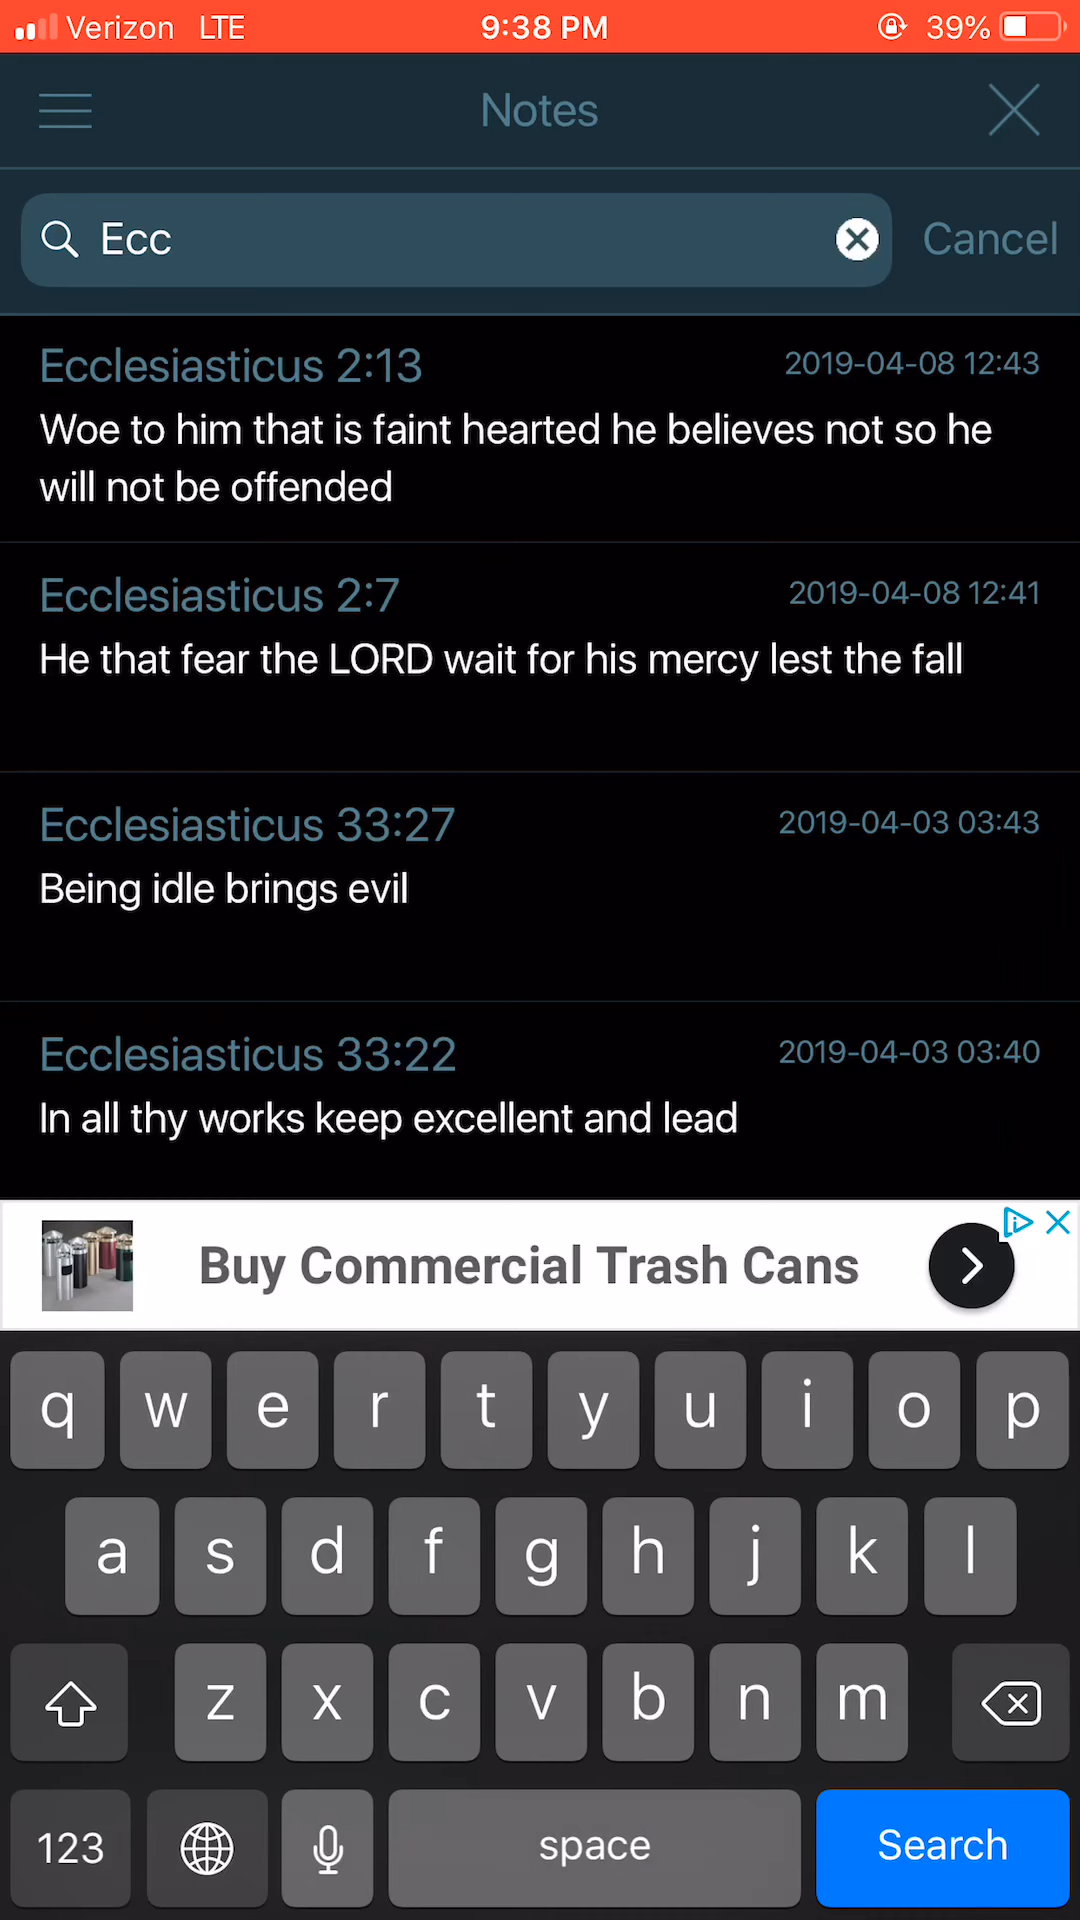 Verizon LTE 9:38 PM 39%
Notes
Ecc Cancel
Ecclesiasticus 2:13 2019-04-08 12:43
Woe to him that is faint hearted he believes not so he
will not be offended
Ecclesiasticus 2:7 2019-04-08 12:41
He that fear the LORD wait for his mercy lest the fall
Ecclesiasticus 33:27 2019-04-03 03:43
Being idle brings evil
Ecclesiasticus 33:22 2019-04-03 03:40
In all thy works keep excellent and lead
Buy Commercial Trash Cans
q w e r t y u i o p
a s d f g h j k l
z x c v b n m
123 space Search